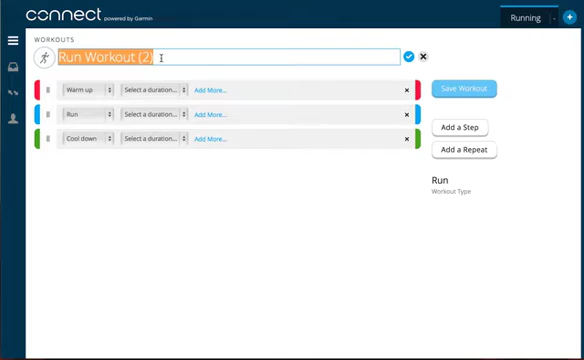 connect powered by Garmin
Running
WORKOUTS
Run Workout (2)
Warm up Select a duration... Add More...
Save Workout
Run Select a duration... Add More...
Add a Step
Cool down Select a duration... Add More...
Add a Repeat
Run
Workout Type